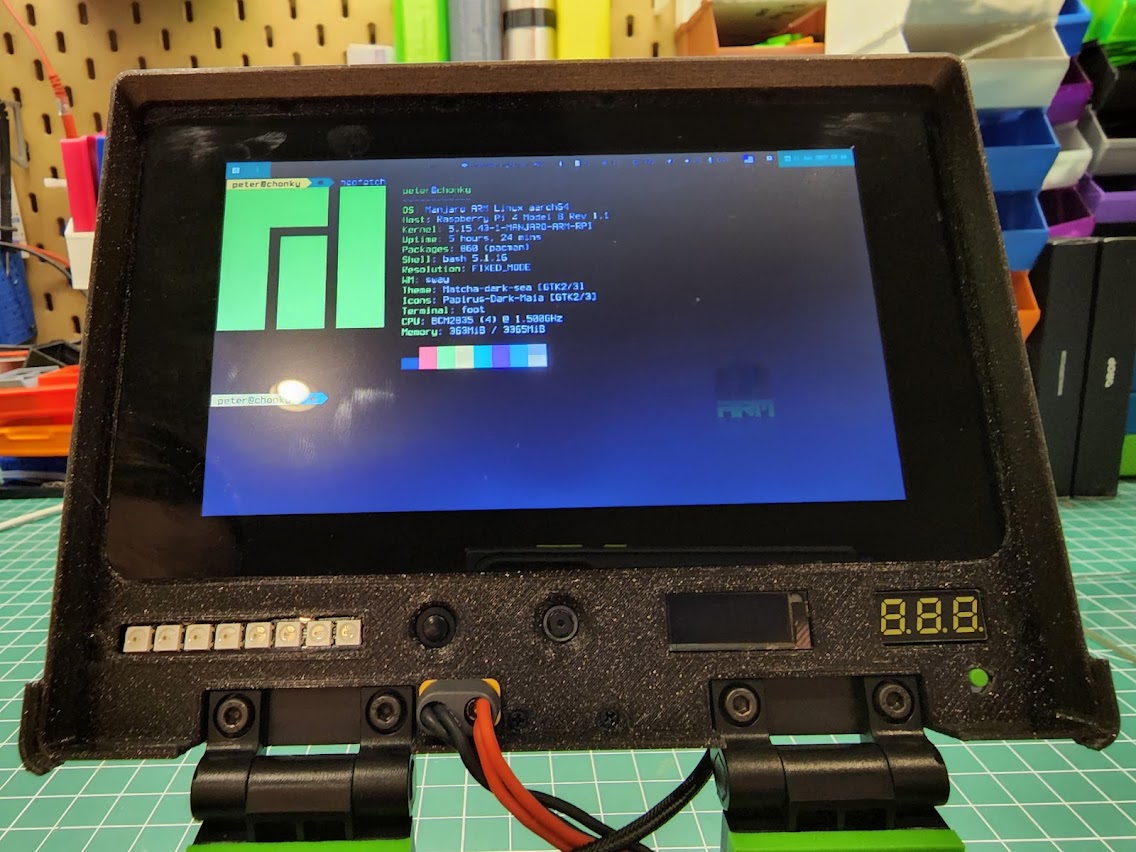 peter@chonky ~ neofetch
peter@chonky
OS: Manjaro ARM Linux aarch64
Host: Raspberry Pi 4 Model B Rev 1.1
Kernel: 5.15.43-1-MANJARO-ARM-RPI
Uptime: 5 hours, 24 mins
Packages: 860 (pacman)
Shell: bash 5.1.16
Resolution: FIXED_MODE
WM: sway
Theme: Matcha-dark-sea [GTK2/3]
Icons: Papirus-Dark-Maia [GTK2/3]
Terminal: foot
CPU: BCM2835 (4) @ 1.500GHz
Memory: 363MiB / 3365MiB
peter@chonky
ARM
8.8.8.